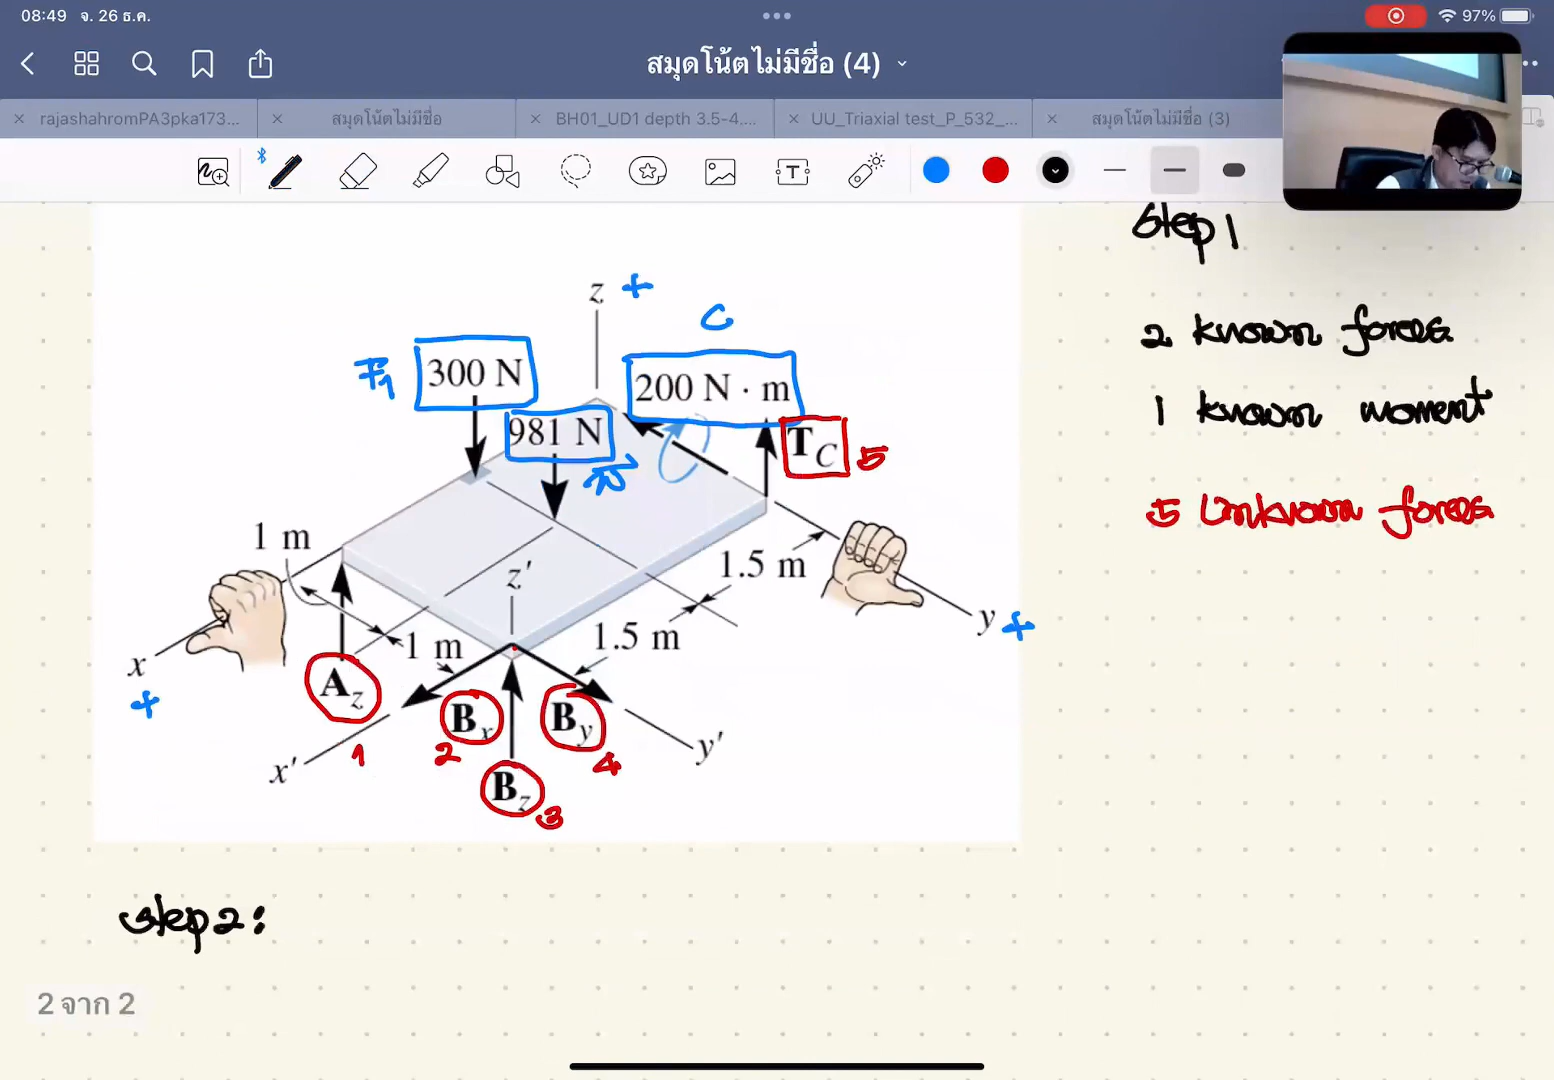 08:49 จ. 26 ธ.ค.
97%
สมุดโน้ตไม่มีชื่อ (4)
rajashahromPA3pka173...
สมุดโน้ตไม่มีชื่อ
BH01_UD1 depth 3.5-4....
UU_Triaxial test_P_532_...
สมุดโน้ตไม่มีชื่อ (3)
Step 1
2 known forces
1 known moment
5 Unknown forces
z +
C
F1 300 N
200 N · m
981 N
W
TC 5
1 m
z'
1.5 m
1.5 m
1 m
y +
x
+
Az
1
Bx
2
By
4
Bz
3
x'
y'
Step 2:
2 จาก 2